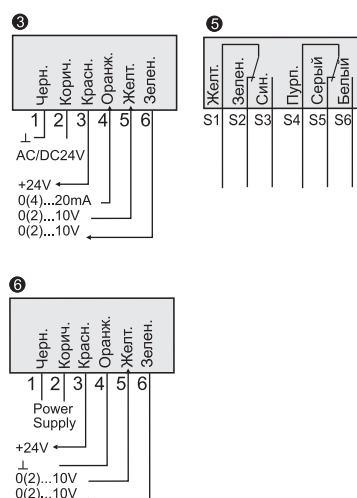 3
Черн.
Корич.
Красн.
Оранж.
Желт.
Зелен.
1 2 3 4 5 6
⊥
AC/DC24V
+24V
0(4)...20mA
0(2)...10V
0(2)...10V
5
Желт.
Зелен.
Син.
Пурп.
Серый
Белый
S1 S2 S3 S4 S5 S6
6
Черн.
Корич.
Красн.
Оранж.
Желт.
Зелен.
1 2 3 4 5 6
Power
Supply
+24V
⊥
0(2)...10V
0(2)...10V